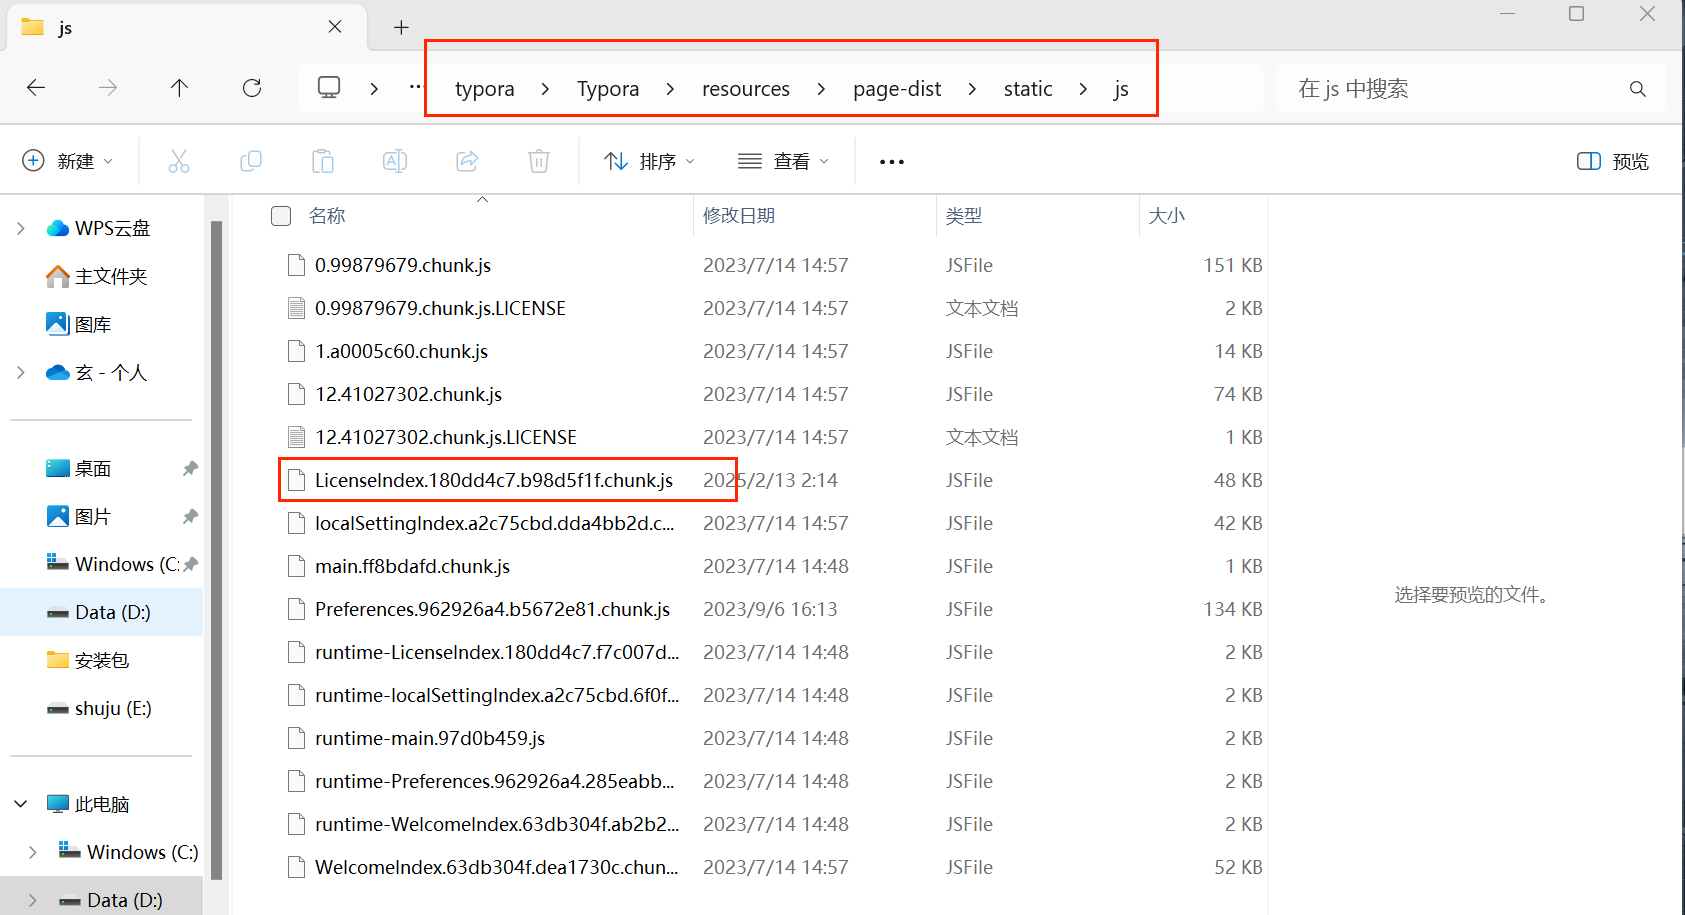 js
typora > Typora > resources > page-dist > static > js
在 js 中搜索
新建
排序
查看
预览
WPS云盘
主文件夹
图库
玄 - 个人
桌面
图片
Windows (C:
Data (D:)
安装包
shuju (E:)
此电脑
Windows (C:)
Data (D:)
名称 修改日期 类型 大小
0.99879679.chunk.js 2023/7/14 14:57 JSFile 151 KB
0.99879679.chunk.js.LICENSE 2023/7/14 14:57 文本文档 2 KB
1.a0005c60.chunk.js 2023/7/14 14:57 JSFile 14 KB
12.41027302.chunk.js 2023/7/14 14:57 JSFile 74 KB
12.41027302.chunk.js.LICENSE 2023/7/14 14:57 文本文档 1 KB
LicenseIndex.180dd4c7.b98d5f1f.chunk.js 2025/2/13 2:14 JSFile 48 KB
localSettingIndex.a2c75cbd.dda4bb2d.c... 2023/7/14 14:57 JSFile 42 KB
main.ff8bdafd.chunk.js 2023/7/14 14:48 JSFile 1 KB
Preferences.962926a4.b5672e81.chunk.js 2023/9/6 16:13 JSFile 134 KB
runtime-LicenseIndex.180dd4c7.f7c007d... 2023/7/14 14:48 JSFile 2 KB
runtime-localSettingIndex.a2c75cbd.6f0f... 2023/7/14 14:48 JSFile 2 KB
runtime-main.97d0b459.js 2023/7/14 14:48 JSFile 2 KB
runtime-Preferences.962926a4.285eabb... 2023/7/14 14:48 JSFile 2 KB
runtime-WelcomeIndex.63db304f.ab2b2... 2023/7/14 14:48 JSFile 2 KB
WelcomeIndex.63db304f.dea1730c.chun... 2023/7/14 14:57 JSFile 52 KB
选择要预览的文件。